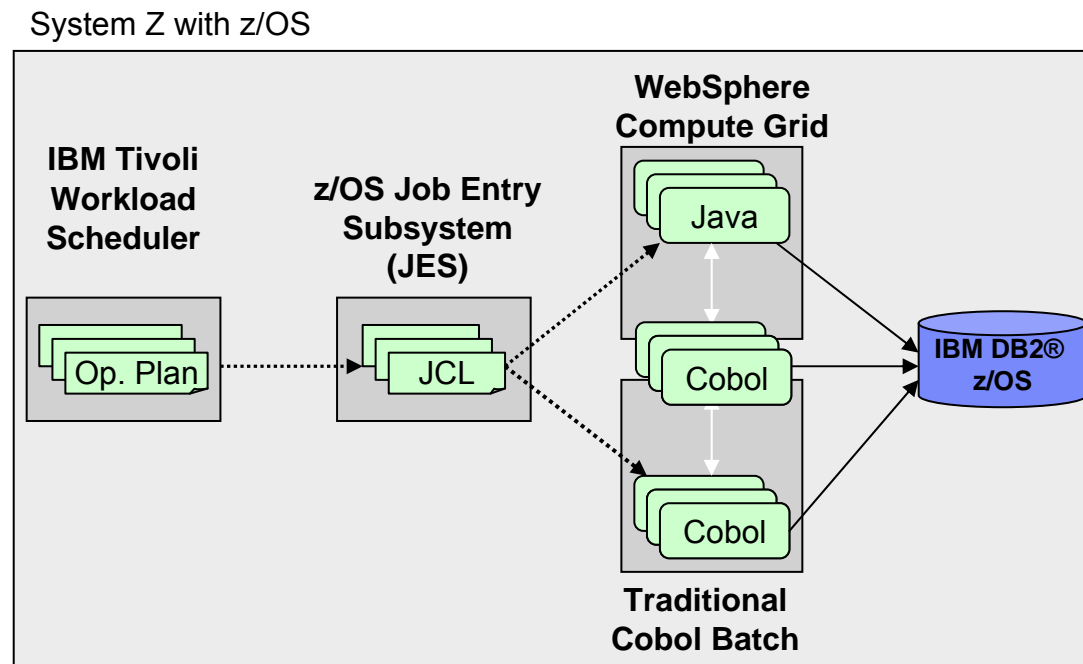 System Z with z/OS
IBM Tivoli
Workload
Scheduler
Op. Plan
z/OS Job Entry
Subsystem
(JES)
JCL
WebSphere
Compute Grid
Java
Cobol
Cobol
Traditional
Cobol Batch
IBM DB2®
z/OS